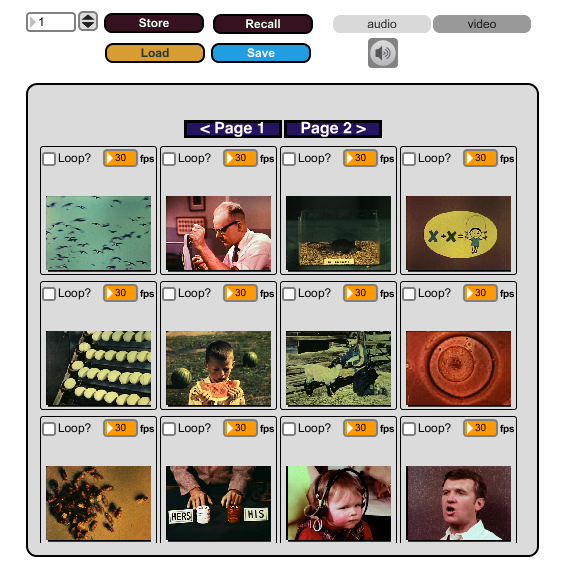 1 Store Recall audio video
Load Save
< Page 1 Page 2 >
Loop? 30 fps Loop? 30 fps Loop? 30 fps Loop? 30 fps
X+X=
Loop? 30 fps Loop? 30 fps Loop? 30 fps Loop? 30 fps
Loop? 30 fps Loop? 30 fps Loop? 30 fps Loop? 30 fps
HERS HIS